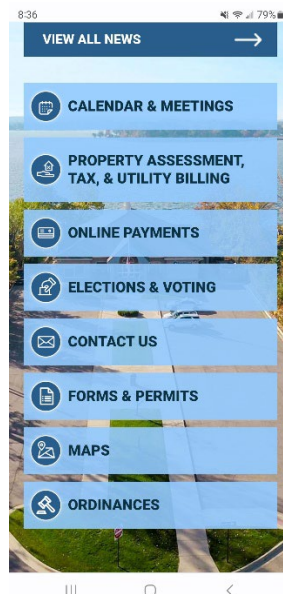 8:36
79%
VIEW ALL NEWS
CALENDAR & MEETINGS
PROPERTY ASSESSMENT,
TAX, & UTILITY BILLING
ONLINE PAYMENTS
ELECTIONS & VOTING
CONTACT US
FORMS & PERMITS
MAPS
ORDINANCES